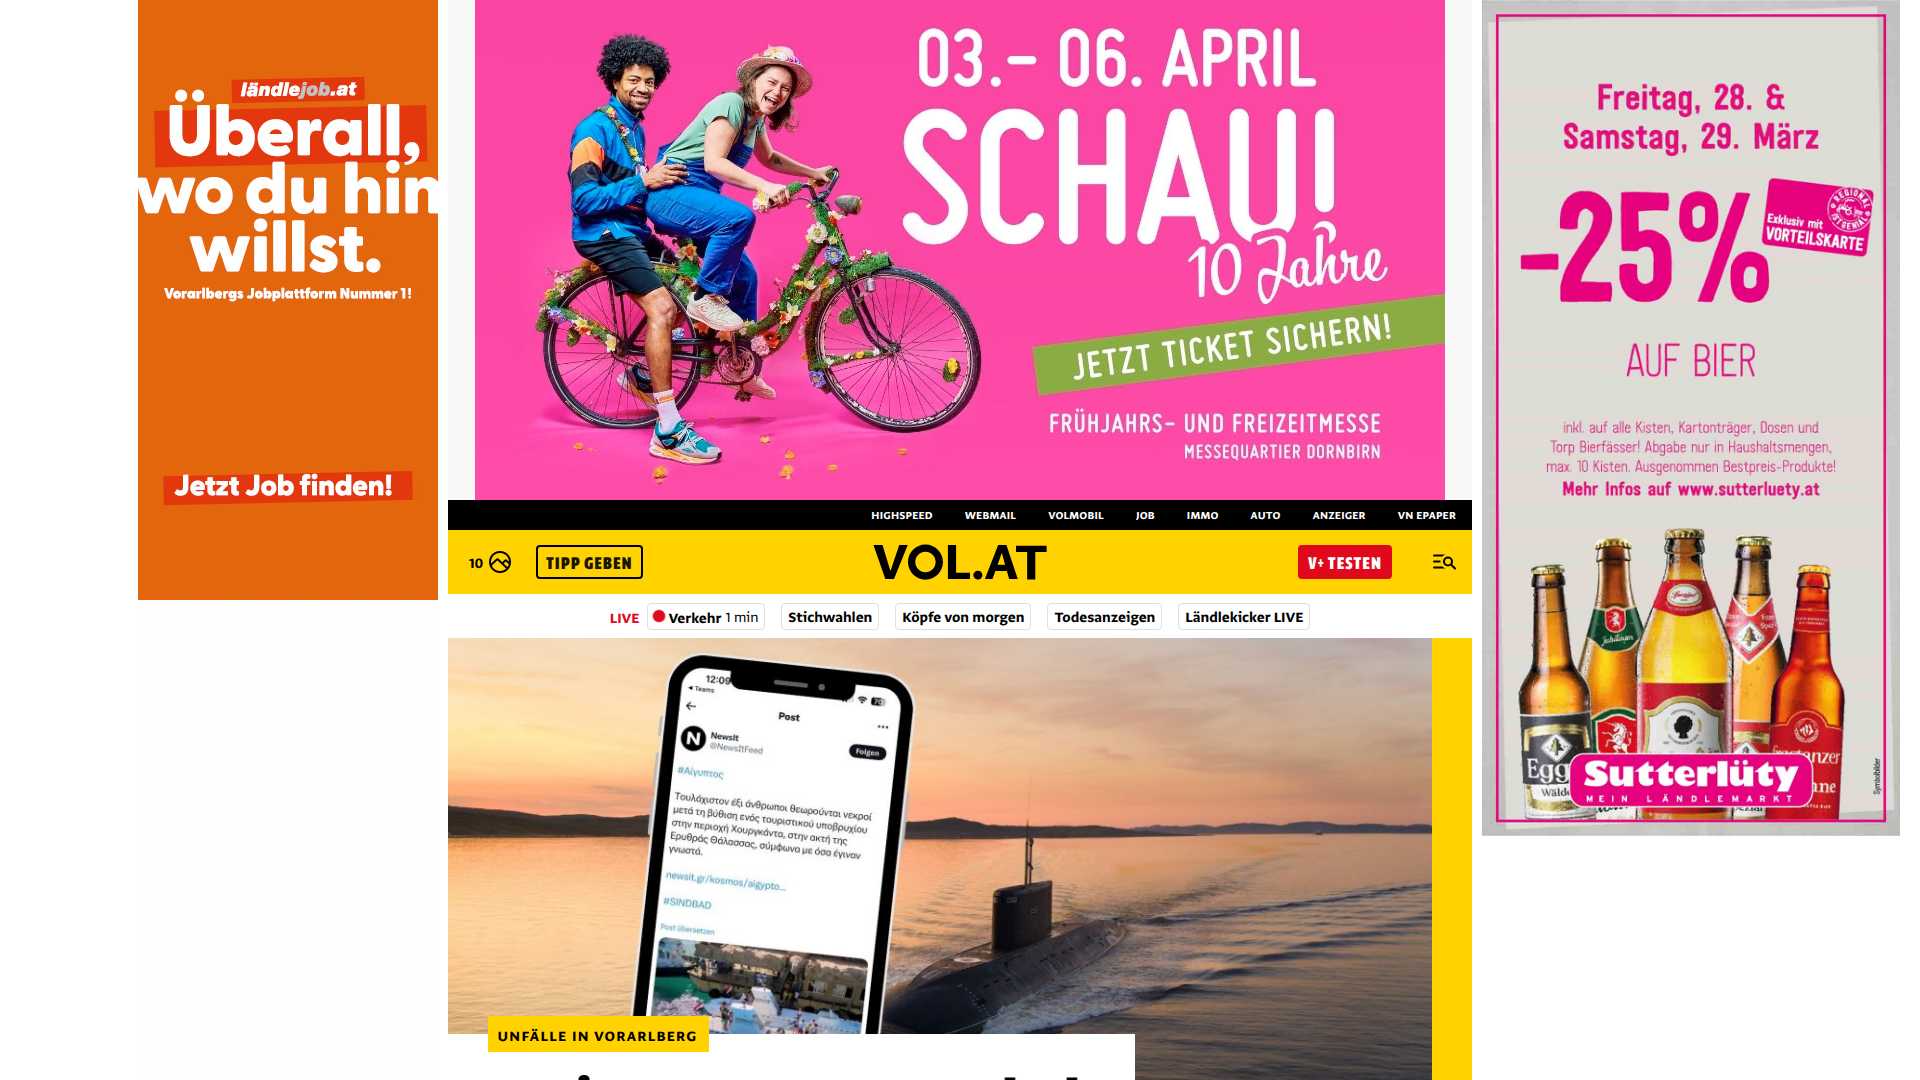 ländlejob.at
Überall,
wo du hin
willst.
Vorarlbergs Jobplattform Nummer 1!
Jetzt Job finden!
03.– 06. APRIL
SCHAU!
10 Jahre
JETZT TICKET SICHERN!
FRÜHJAHRS- UND FREIZEITMESSE
MESSEQUARTIER DORNBIRN
Freitag, 28. &
Samstag, 29. März
-25%
Exklusiv mit
VORTEILSKARTE
AUF BIER
inkl. auf alle Kisten, Kartonträger, Dosen und
Torp Bierfässer! Abgabe nur in Haushaltsmengen,
max. 10 Kisten. Ausgenommen Bestpreis-Produkte!
Mehr Infos auf www.sutterluety.at
Sutterlüty
MEIN LÄNDLEMARKT
Symbolbilder
HIGHSPEED WEBMAIL VOLMOBIL JOB IMMO AUTO ANZEIGER VN EPAPER
10 TIPP GEBEN VOL.AT V+ TESTEN
LIVE Verkehr 1 min Stichwahlen Köpfe von morgen Todesanzeigen Ländlekicker LIVE
12:09
Teams
Post
NewsIt
@NewsItFeed
Folgen
#Αίγυπτος
Τουλάχιστον έξι άνθρωποι θεωρούνται νεκροί
μετά τη βύθιση ενός τουριστικού υποβρυχίου
στην περιοχή Χουργκάντα, στην ακτή της
Ερυθράς Θάλασσας, σύμφωνα με όσα έγιναν
γνωστά.
newsit.gr/kosmos/aigypto...
#SINDBAD
Post übersetzen
UNFÄLLE IN VORARLBERG